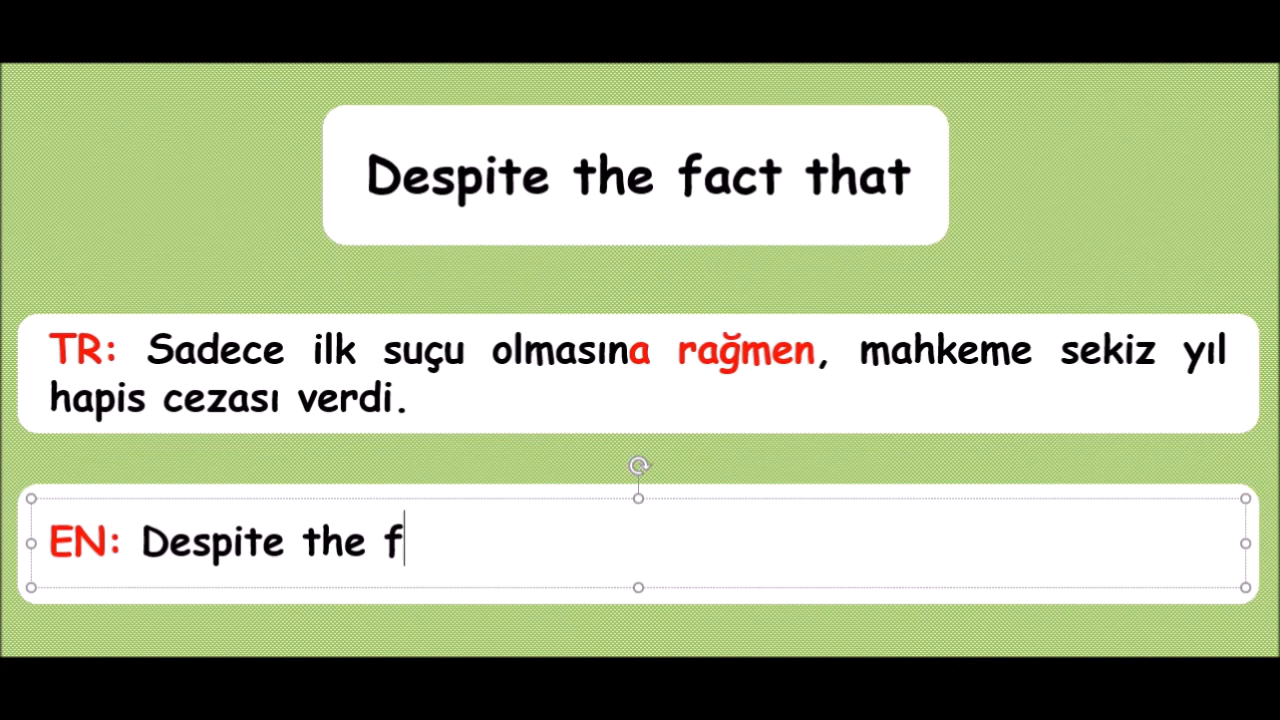 Despite the fact that
TR: Sadece ilk suçu olmasına rağmen, mahkeme sekiz yıl
hapis cezası verdi.
EN: Despite the f